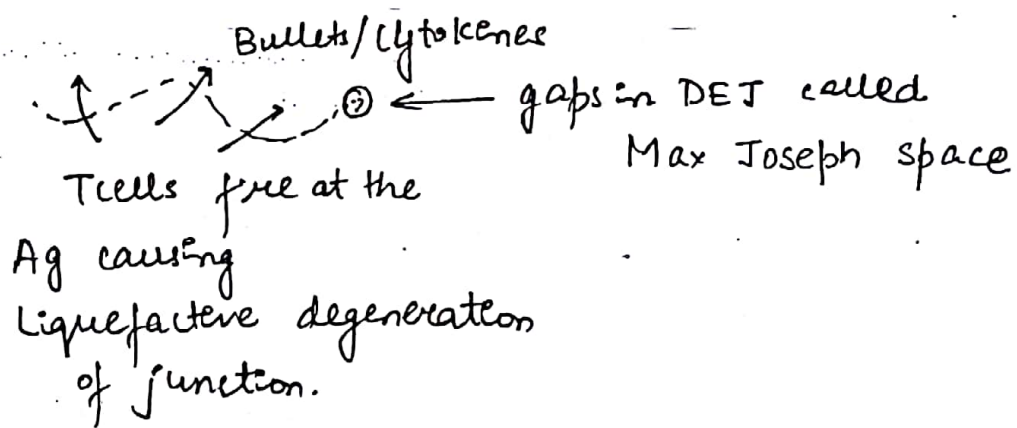 Bullets/Cytokenes
gaps in DEJ called
Max Joseph space
Tcells fire at the
Ag causing
Liquefactive degeneration
of junction.